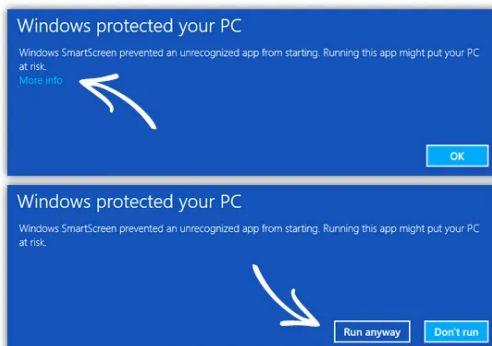 Windows protected your PC
Windows SmartScreen prevented an unrecognized app from starting. Running this app might put your PC
at risk.
More info
OK
Windows protected your PC
Windows SmartScreen prevented an unrecognized app from starting. Running this app might put your PC
at risk.
Run anyway
Don't run